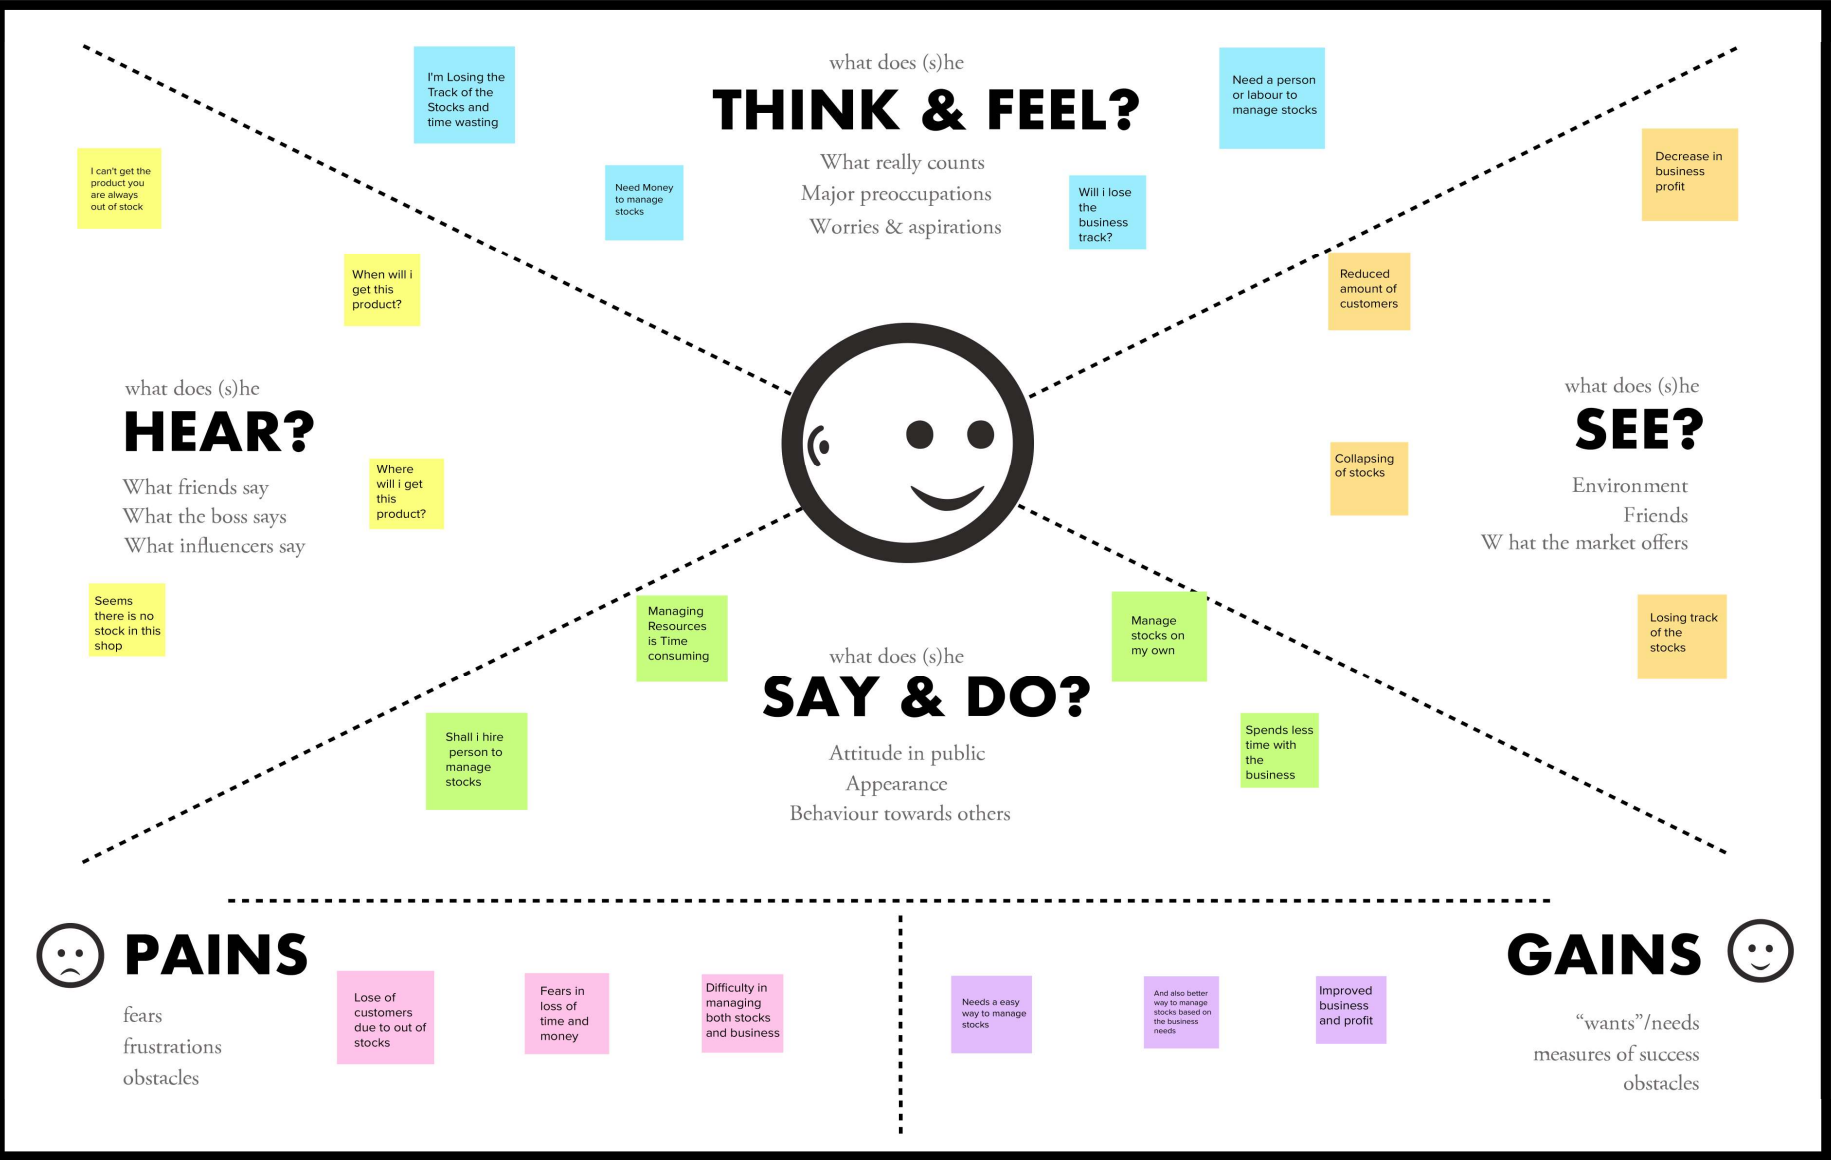 what does (s)he
THINK & FEEL?
What really counts
Major preoccupations
Worries & aspirations
I'm Losing the
Track of the
Stocks and
time wasting
Need Money
to manage
stocks
Will i lose
the
business
track?
Need a person
or labour to
manage stocks
I can't get the
product you
are always
out of stock
When will i
get this
product?
what does (s)he
HEAR?
What friends say
What the boss says
What influencers say
Where
will i get
this
product?
Seems
there is no
stock in this
shop
Decrease in
business
profit
Reduced
amount of
customers
what does (s)he
SEE?
Environment
Friends
W hat the market offers
Collapsing
of stocks
Losing track
of the
stocks
Managing
Resources
is Time
consuming
Manage
stocks on
my own
what does (s)he
SAY & DO?
Attitude in public
Appearance
Behaviour towards others
Shall i hire
person to
manage
stocks
Spends less
time with
the
business
PAINS
fears
frustrations
obstacles
Lose of
customers
due to out of
stocks
Fears in
loss of
time and
money
Difficulty in
managing
both stocks
and business
Needs a easy
way to manage
stocks
And also better
way to manage
stocks based on
the business
needs
Improved
business
and profit
GAINS
“wants”/needs
measures of success
obstacles